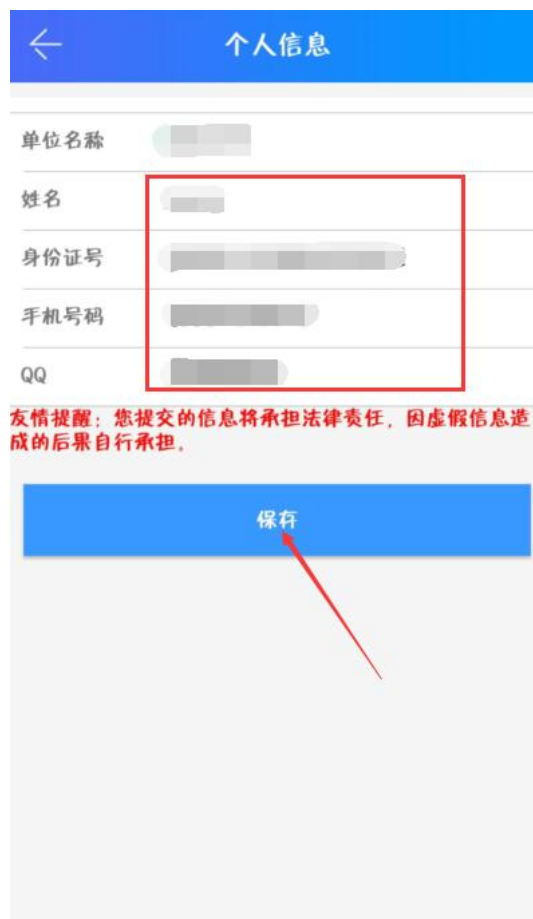 个人信息
单位名称
姓名
身份证号
手机号码
QQ
友情提醒：您提交的信息将承担法律责任，因虚假信息造
成的后果自行承担。
保存